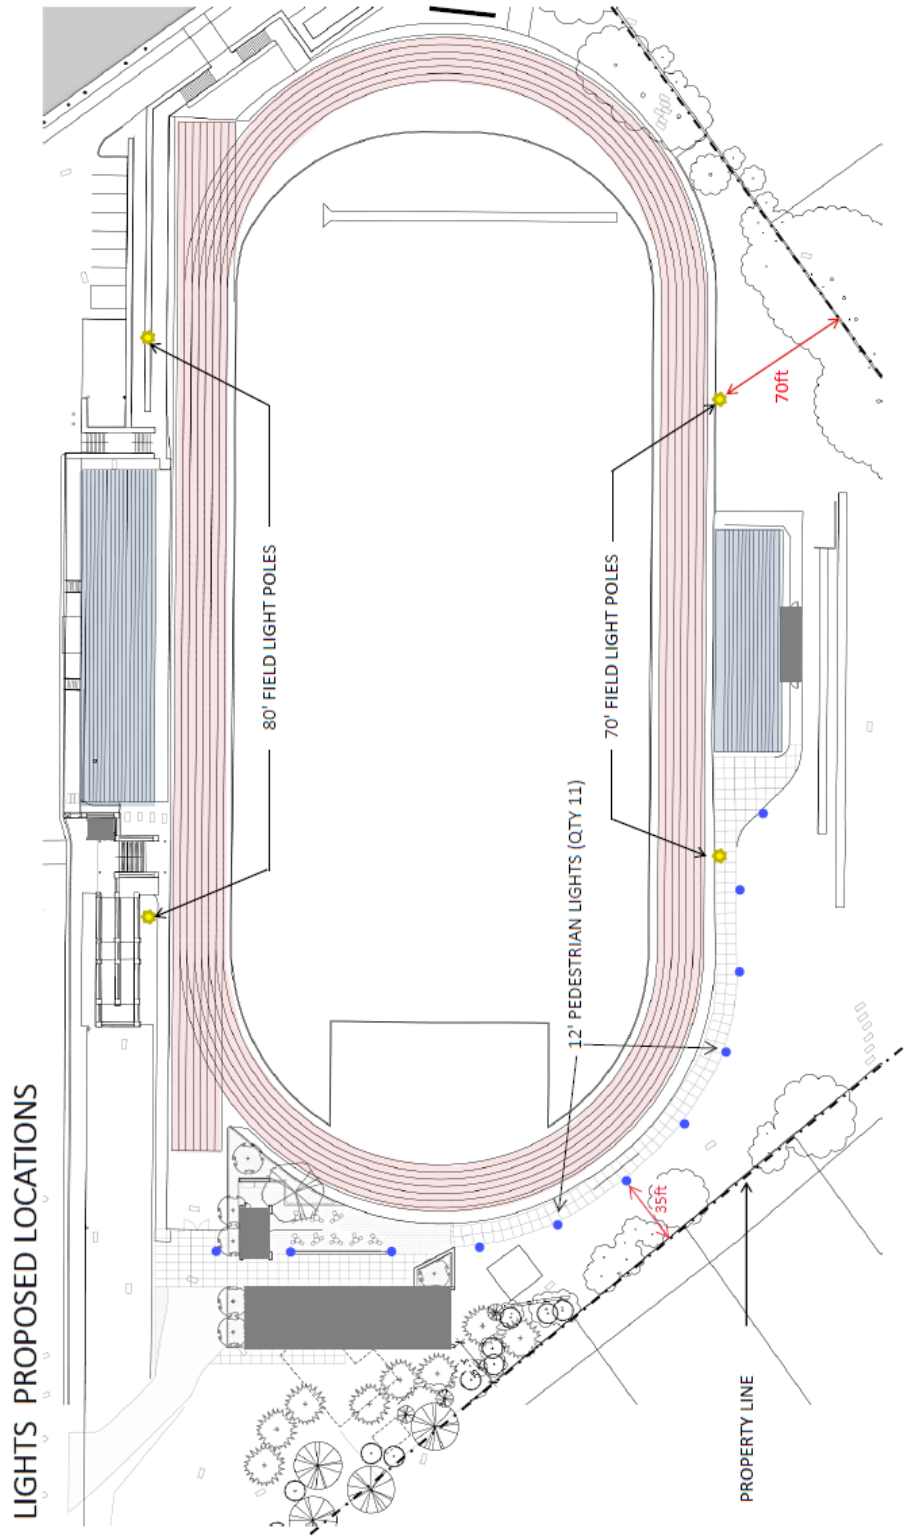 LIGHTS PROPOSED LOCATIONS
80' FIELD LIGHT POLES
70' FIELD LIGHT POLES
12' PEDESTRIAN LIGHTS (QTY 11)
70ft
35ft
PROPERTY LINE